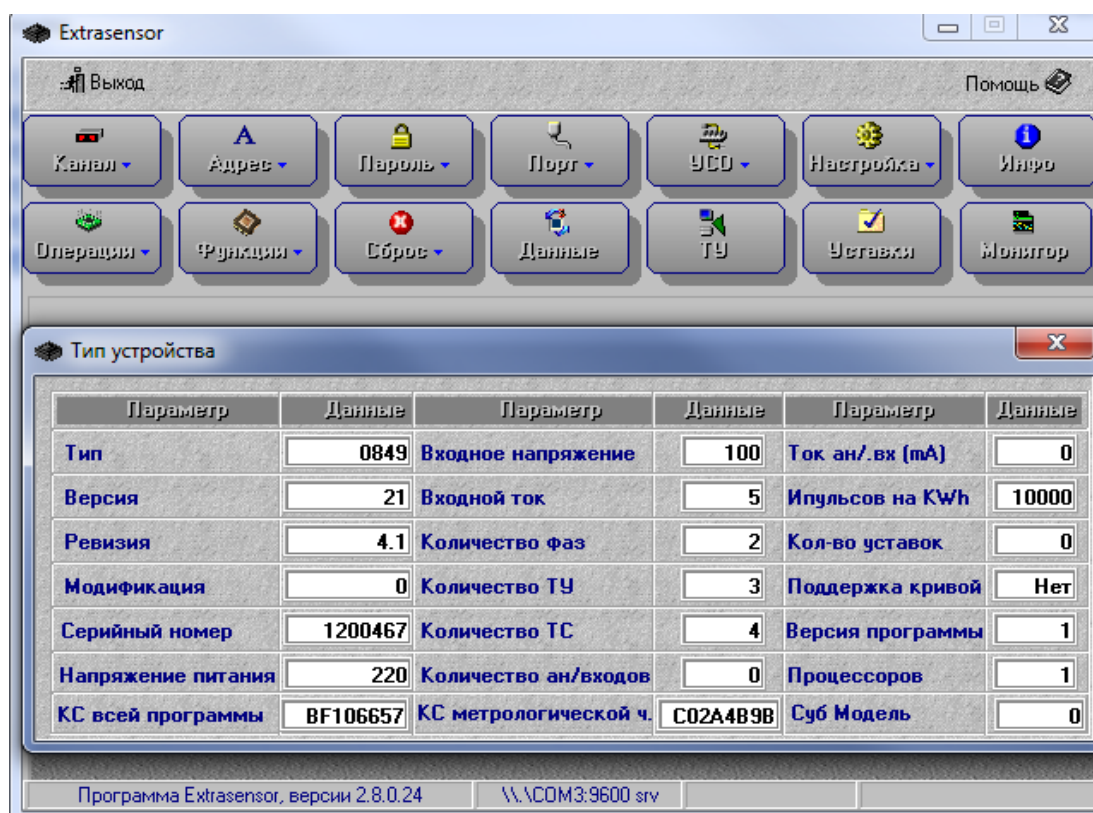 Extrasensor
Выход Помощь
Канал Адрес Пароль Порт УСО Настройка Инфо
Операции Функции Сброс Данные ТУ Уставки Монитор
Тип устройства
Параметр Данные Параметр Данные Параметр Данные
Тип 0849 Входное напряжение 100 Ток ан/.вх (mA) 0
Версия 21 Входной ток 5 Ипульсов на KWh 10000
Ревизия 4.1 Количество фаз 2 Кол-во уставок 0
Модификация 0 Количество ТУ 3 Поддержка кривой Нет
Серийный номер 1200467 Количество ТС 4 Версия программы 1
Напряжение питания 220 Количество ан/входов 0 Процессоров 1
КС всей программы BF106657 КС метрологической ч. C02A4B9B Суб Модель 0
Программа Extrasensor, версии 2.8.0.24 \\.\COM3:9600 srv